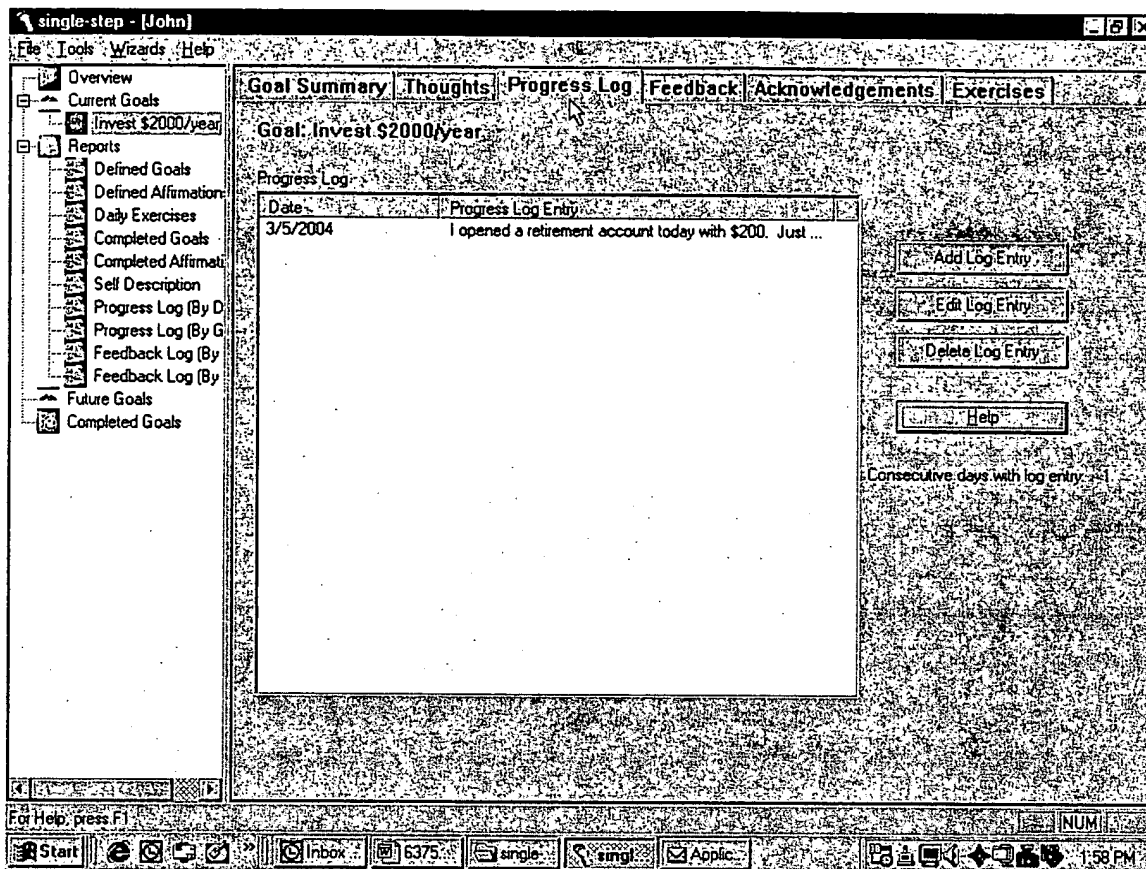 single-step - [John]
File Tools Wizards Help
Overview
Current Goals
Invest $2000/year
Reports
Defined Goals
Defined Affirmation
Daily Exercises
Completed Goals
Completed Affirmati
Self Description
Progress Log (By D
Progress Log (By G
Feedback Log (By
Feedback Log (By
Future Goals
Completed Goals
Goal Summary Thoughts Progress Log Feedback Acknowledgements Exercises
Goal: Invest $2000/year
Progress Log:
Date Progress Log Entry
3/5/2004 I opened a retirement account today with $200. Just ...
Add Log Entry
Edit Log Entry
Delete Log Entry
Help
Consecutive days with log entry: 1
For Help, press F1
NUM
Start » Inbox - 6375. single- singl Applic... 1:58 PM